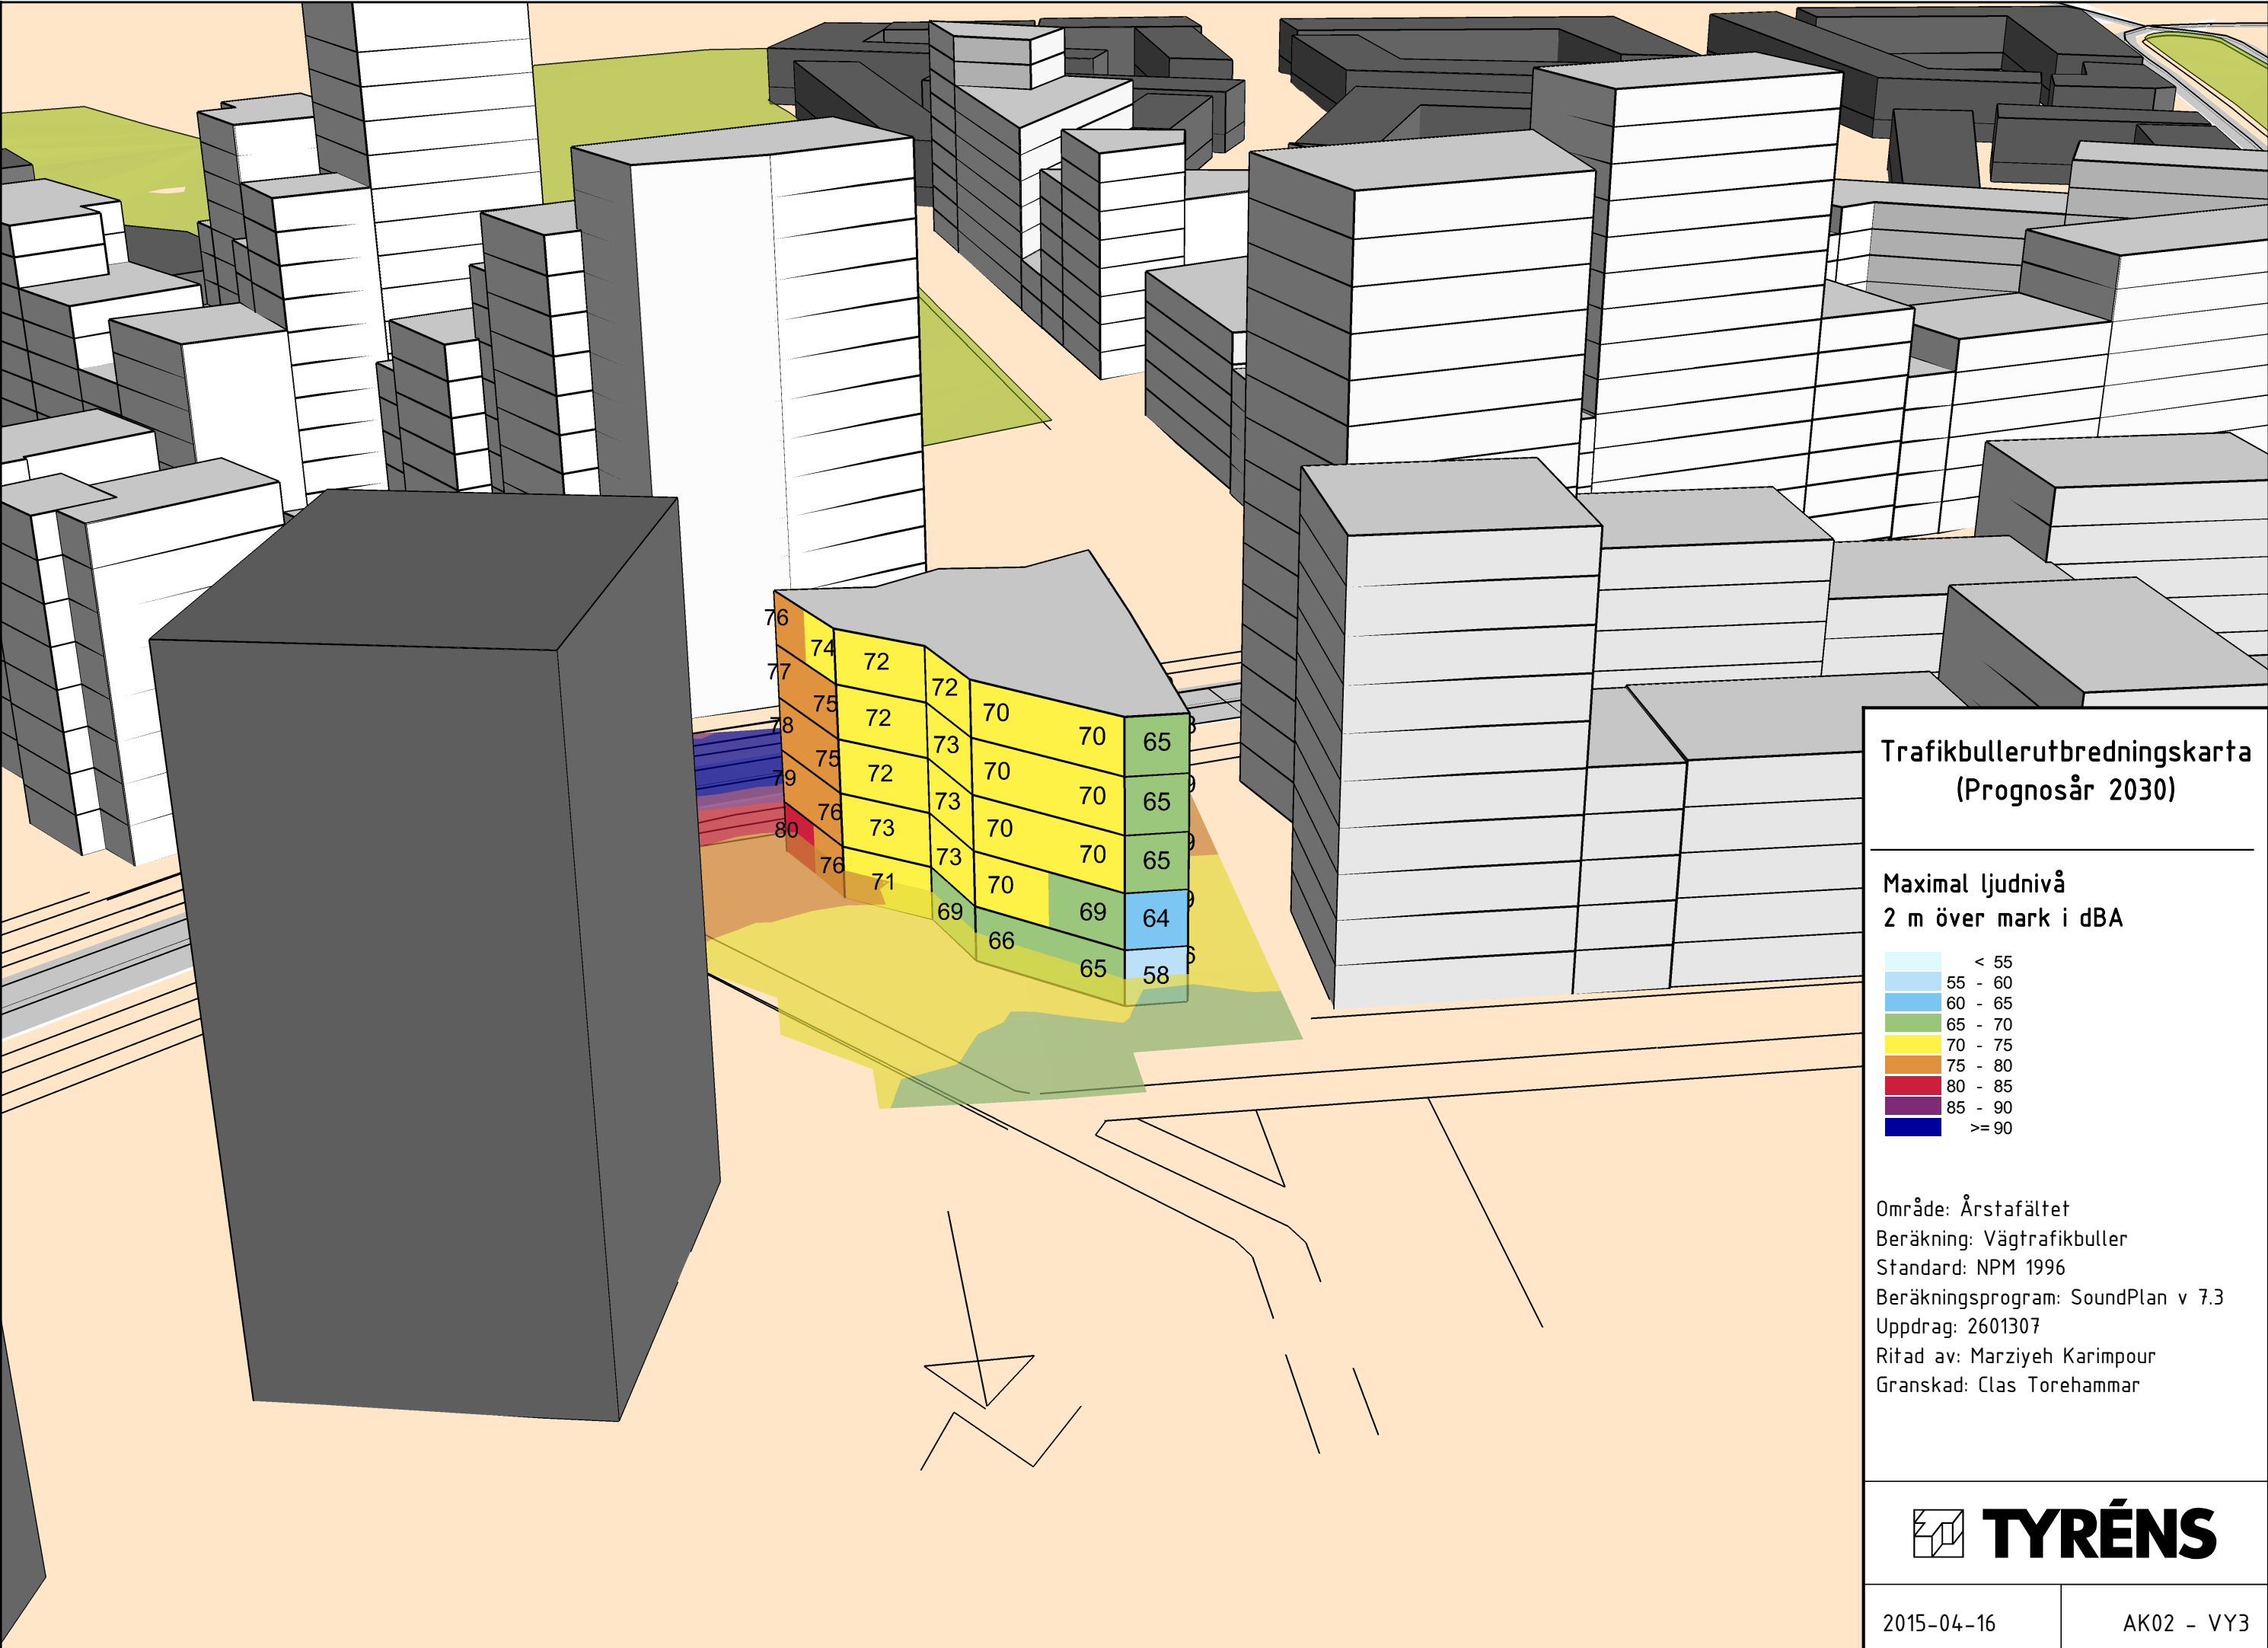 76
74
72
77
72
75
72
70
78
73
70
65
75
72
70
79
73
70
65
76
73
70
80
73
70
65
76
71
70
69
69
64
66
65
58
Trafikbullerutbredningskarta
(Prognosår 2030)
Maximal ljudnivå
2 m över mark i dBA
< 55
55 - 60
60 - 65
65 - 70
70 - 75
75 - 80
80 - 85
85 - 90
>= 90
Område: Årstafältet
Beräkning: Vägtrafikbuller
Standard: NPM 1996
Beräkningsprogram: SoundPlan v 7.3
Uppdrag: 2601307
Ritad av: Marziyeh Karimpour
Granskad: Clas Torehammar
TYRÉNS
2015-04-16
AK02 - VY3